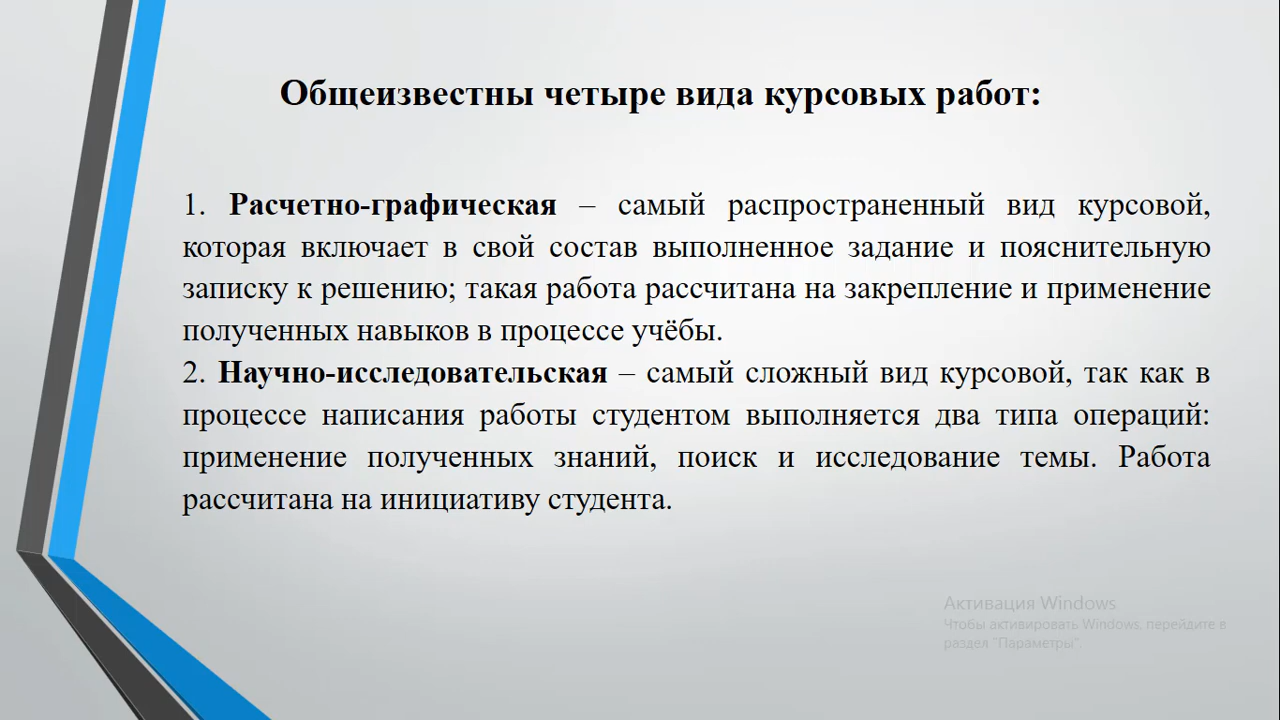 Общеизвестны четыре вида курсовых работ:
1. Расчетно-графическая – самый распространенный вид курсовой,
которая включает в свой состав выполненное задание и пояснительную
записку к решению; такая работа рассчитана на закрепление и применение
полученных навыков в процессе учёбы.
2. Научно-исследовательская – самый сложный вид курсовой, так как в
процессе написания работы студентом выполняется два типа операций:
применение полученных знаний, поиск и исследование темы. Работа
рассчитана на инициативу студента.
Активация Windows
Чтобы активировать Windows, перейдите в
раздел "Параметры".